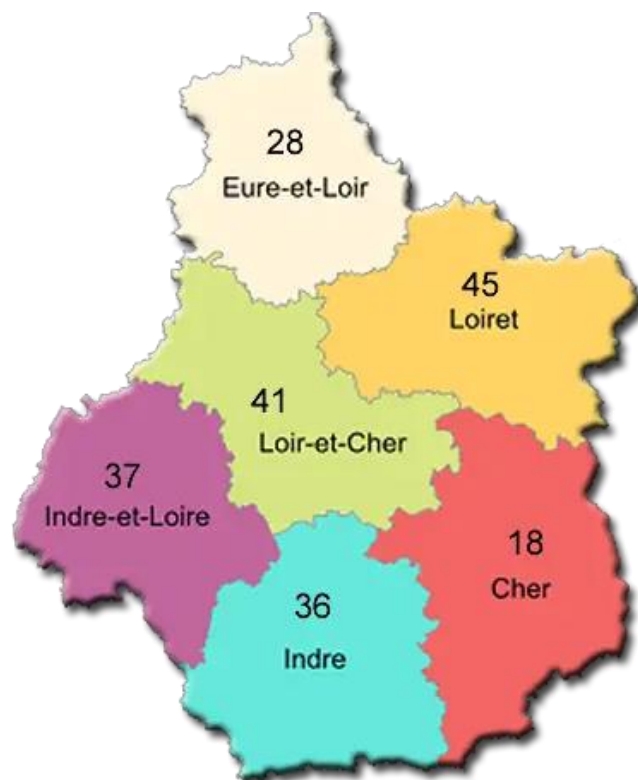 28
Eure-et-Loir
45
Loiret
41
Loir-et-Cher
37
Indre-et-Loire
18
Cher
36
Indre